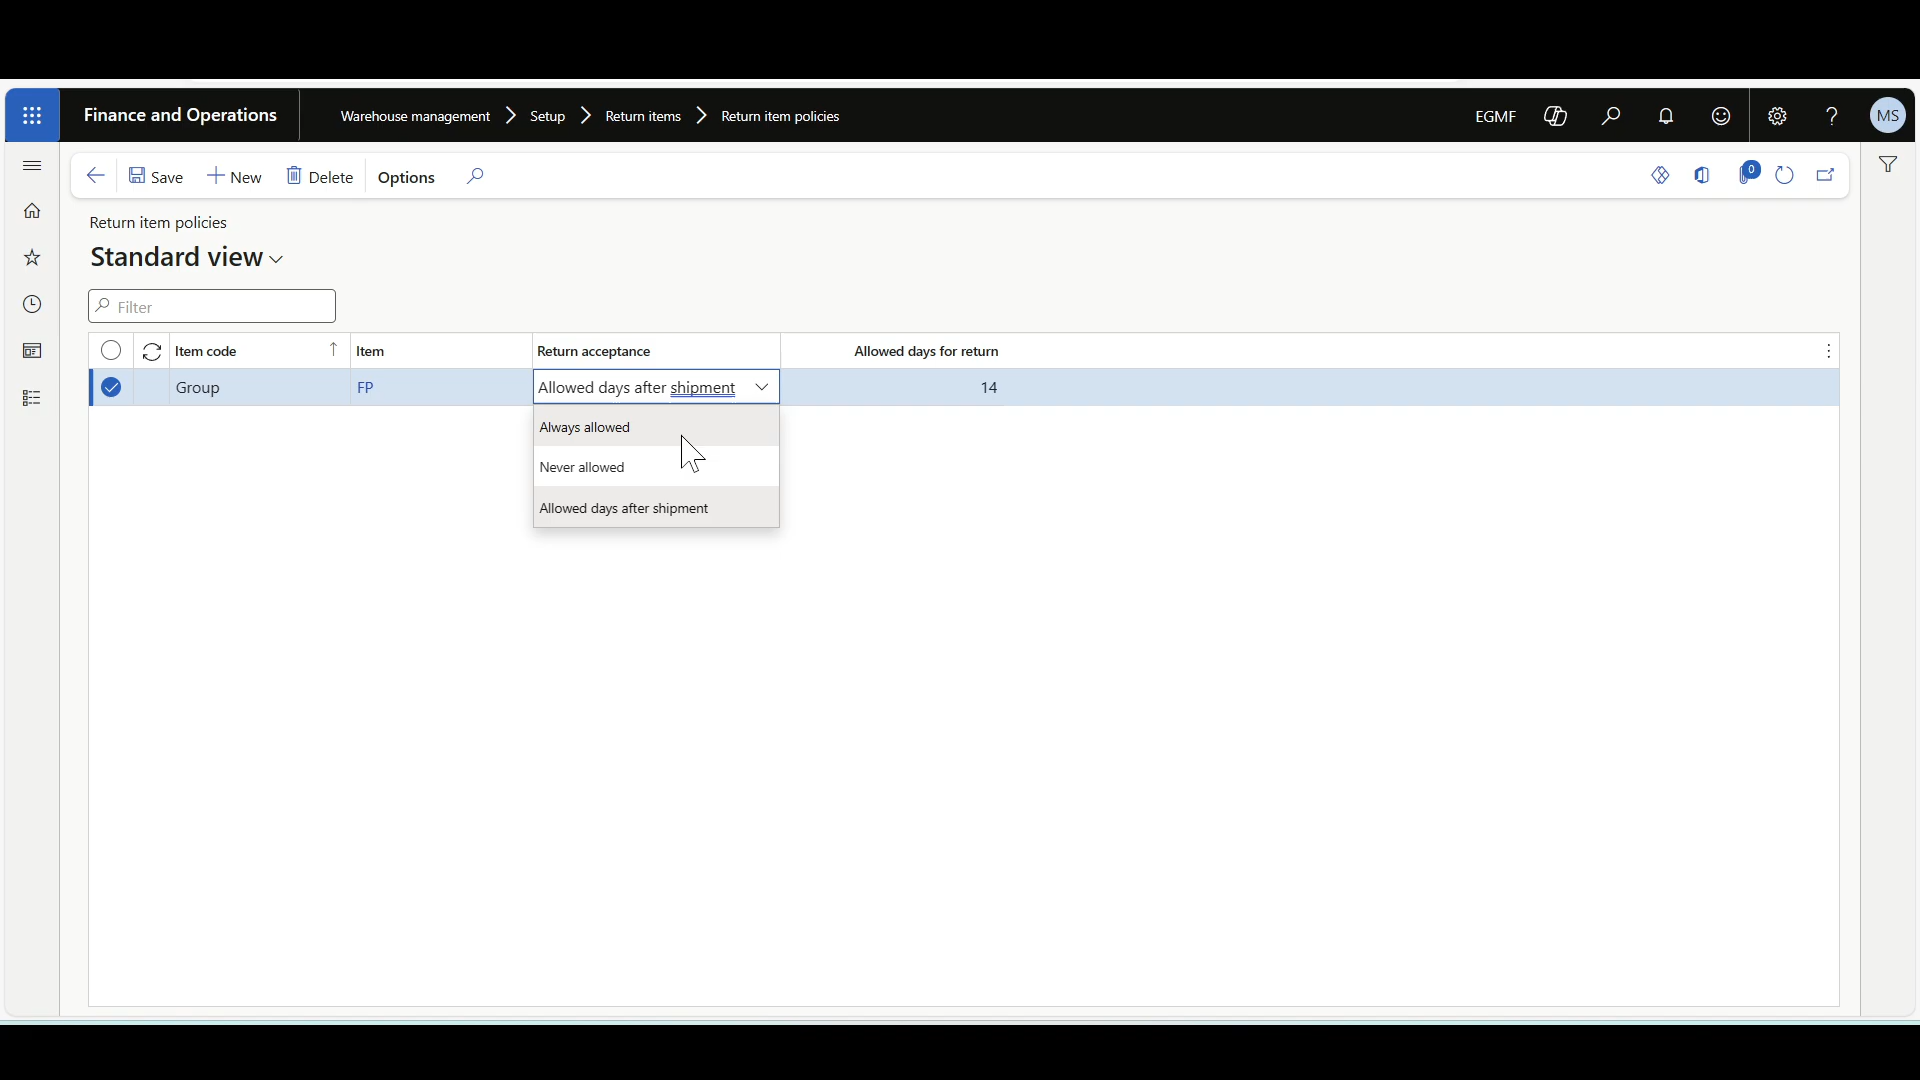 Finance and Operations
Warehouse management Setup Return items Return item policies
EGMF
MS
Save New Delete Options
0
Return item policies
Standard view
Filter
Item code Item Return acceptance Allowed days for return
Group FP Allowed days after shipment 14
Always allowed
Never allowed
Allowed days after shipment